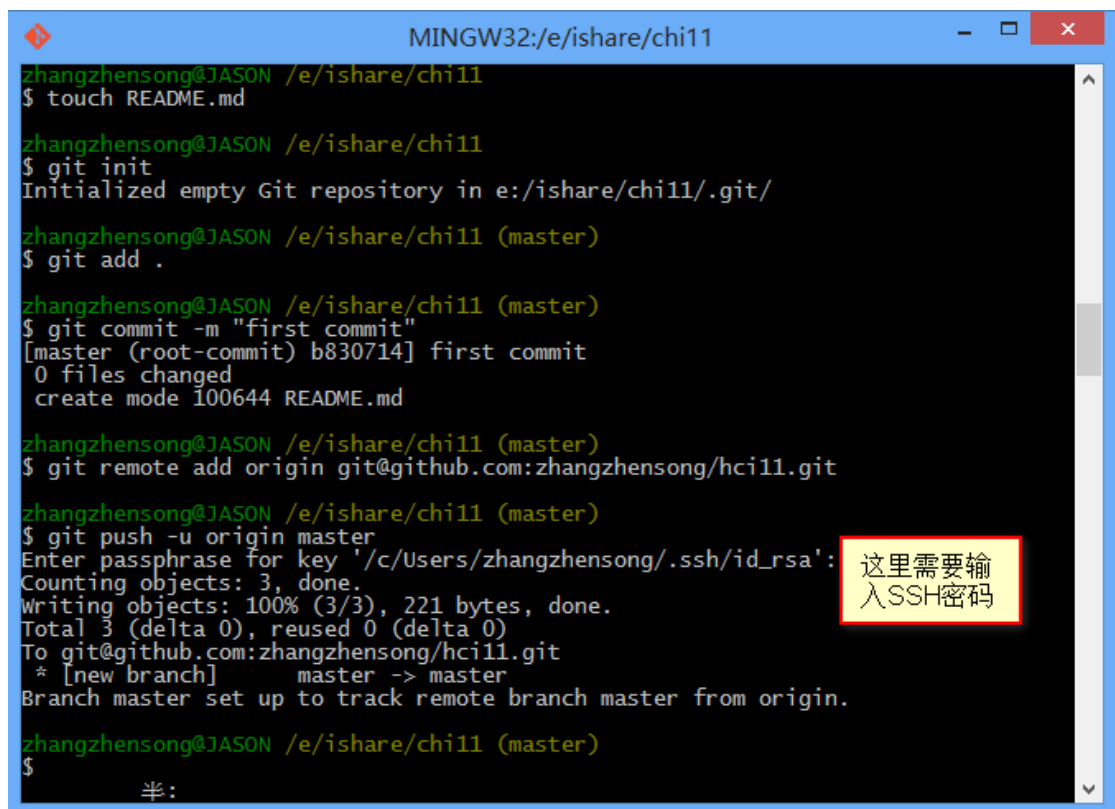 MINGW32:/e/ishare/chi11
zhangzhensong@JASON /e/ishare/chi11
$ touch README.md
zhangzhensong@JASON /e/ishare/chi11
$ git init
Initialized empty Git repository in e:/ishare/chi11/.git/
zhangzhensong@JASON /e/ishare/chi11 (master)
$ git add .
zhangzhensong@JASON /e/ishare/chi11 (master)
$ git commit -m "first commit"
[master (root-commit) b830714] first commit
0 files changed
create mode 100644 README.md
zhangzhensong@JASON /e/ishare/chi11 (master)
$ git remote add origin git@github.com:zhangzhensong/hci11.git
zhangzhensong@JASON /e/ishare/chi11 (master)
$ git push -u origin master
Enter passphrase for key '/c/Users/zhangzhensong/.ssh/id_rsa':
这里需要输
入SSH密码
Counting objects: 3, done.
Writing objects: 100% (3/3), 221 bytes, done.
Total 3 (delta 0), reused 0 (delta 0)
To git@github.com:zhangzhensong/hci11.git
* [new branch]      master -> master
Branch master set up to track remote branch master from origin.
zhangzhensong@JASON /e/ishare/chi11 (master)
$
半: